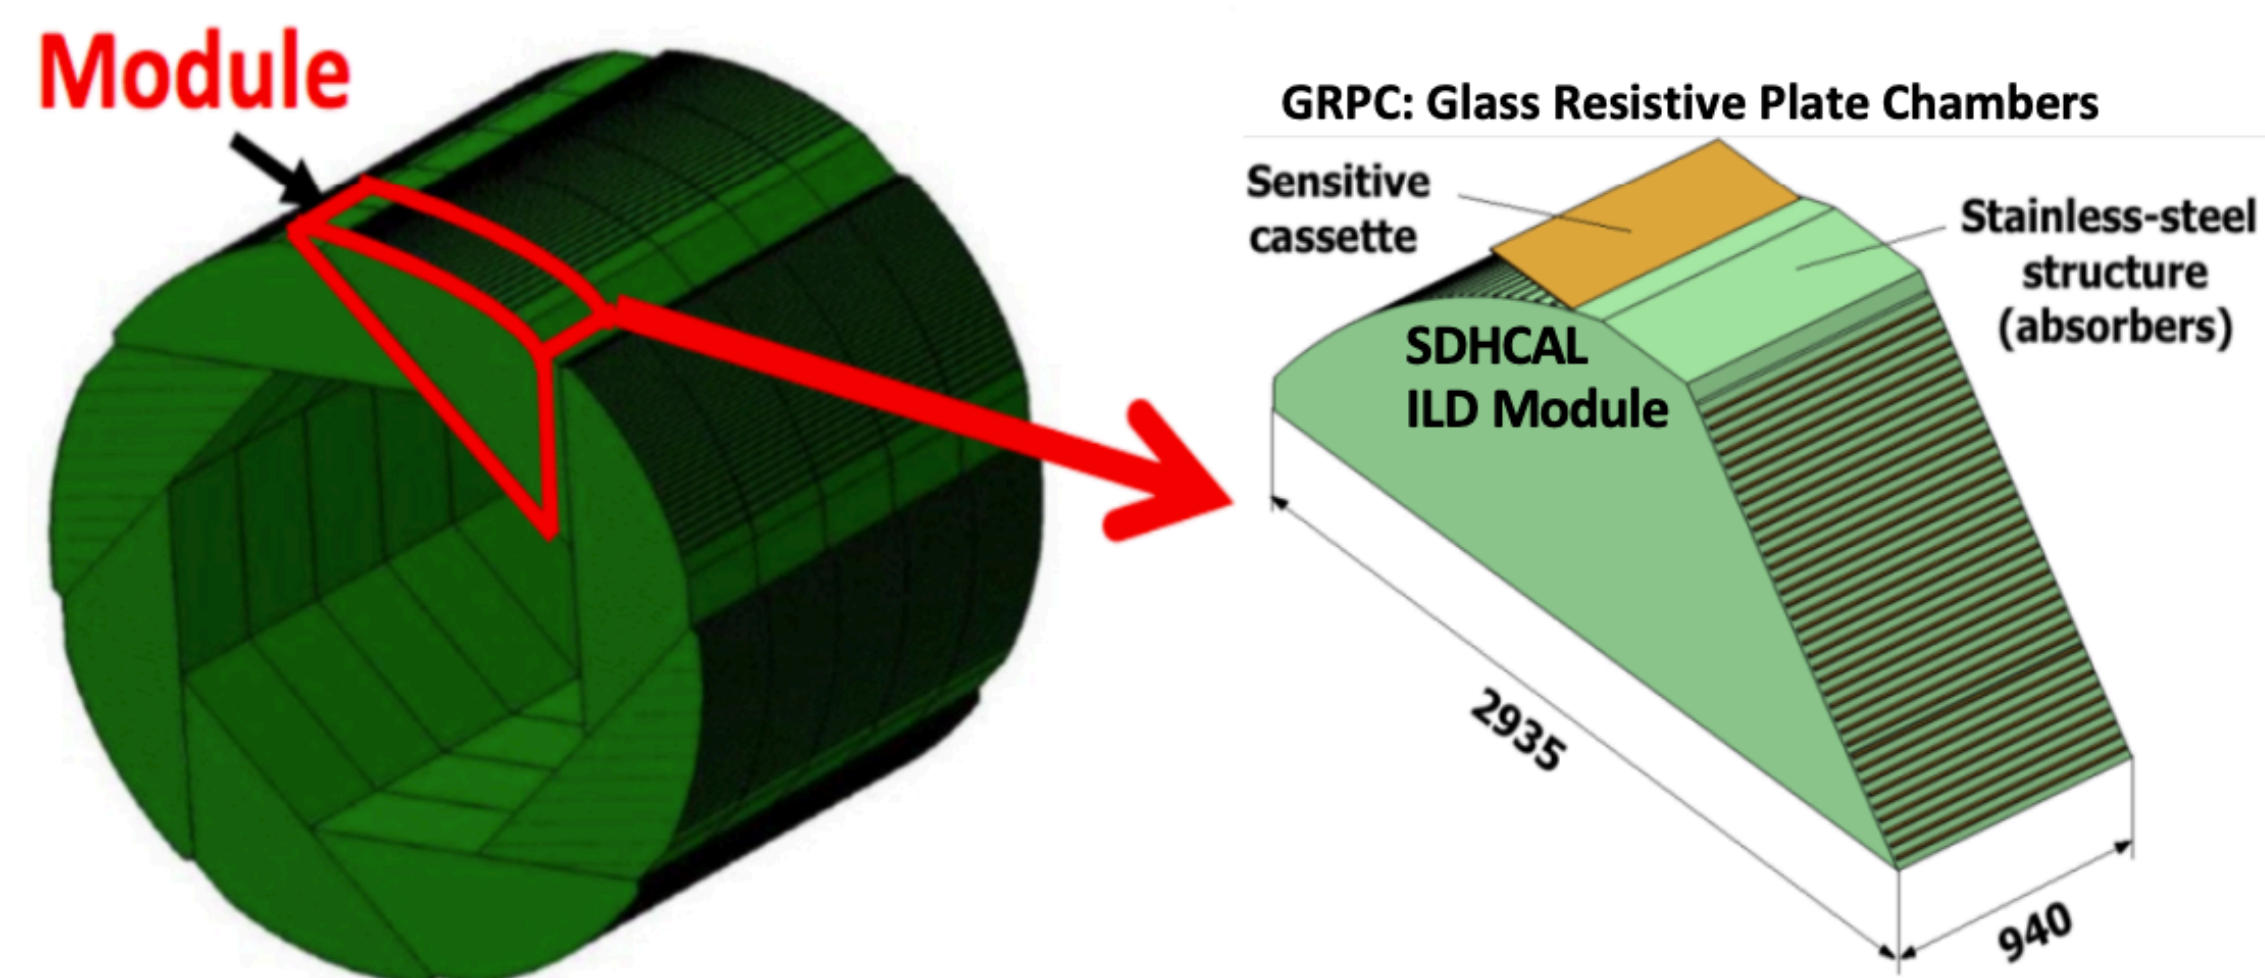 Module
GRPC: Glass Resistive Plate Chambers
Sensitive
cassette
Stainless-steel
structure
(absorbers)
SDHCAL
ILD Module
2935
940